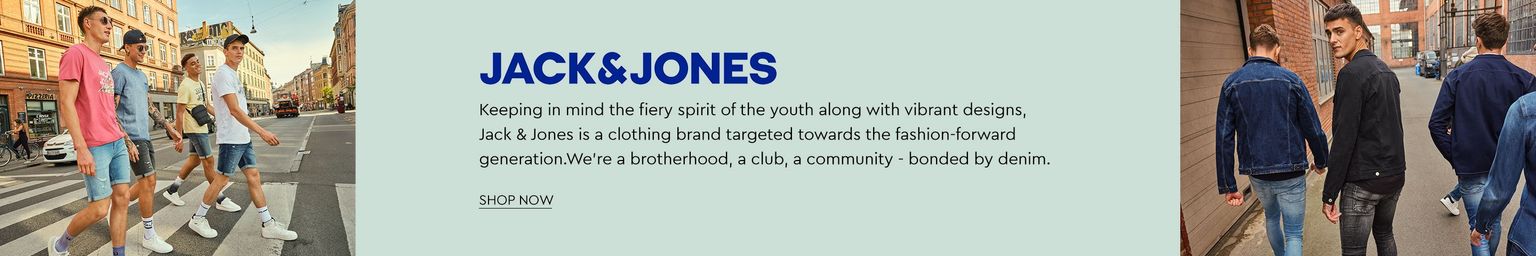 JACK&JONES
Keeping in mind the fiery spirit of the youth along with vibrant designs,
Jack & Jones is a clothing brand targeted towards the fashion-forward
generation.We're a brotherhood, a club, a community - bonded by denim.
SHOP NOW
PIZZERIA